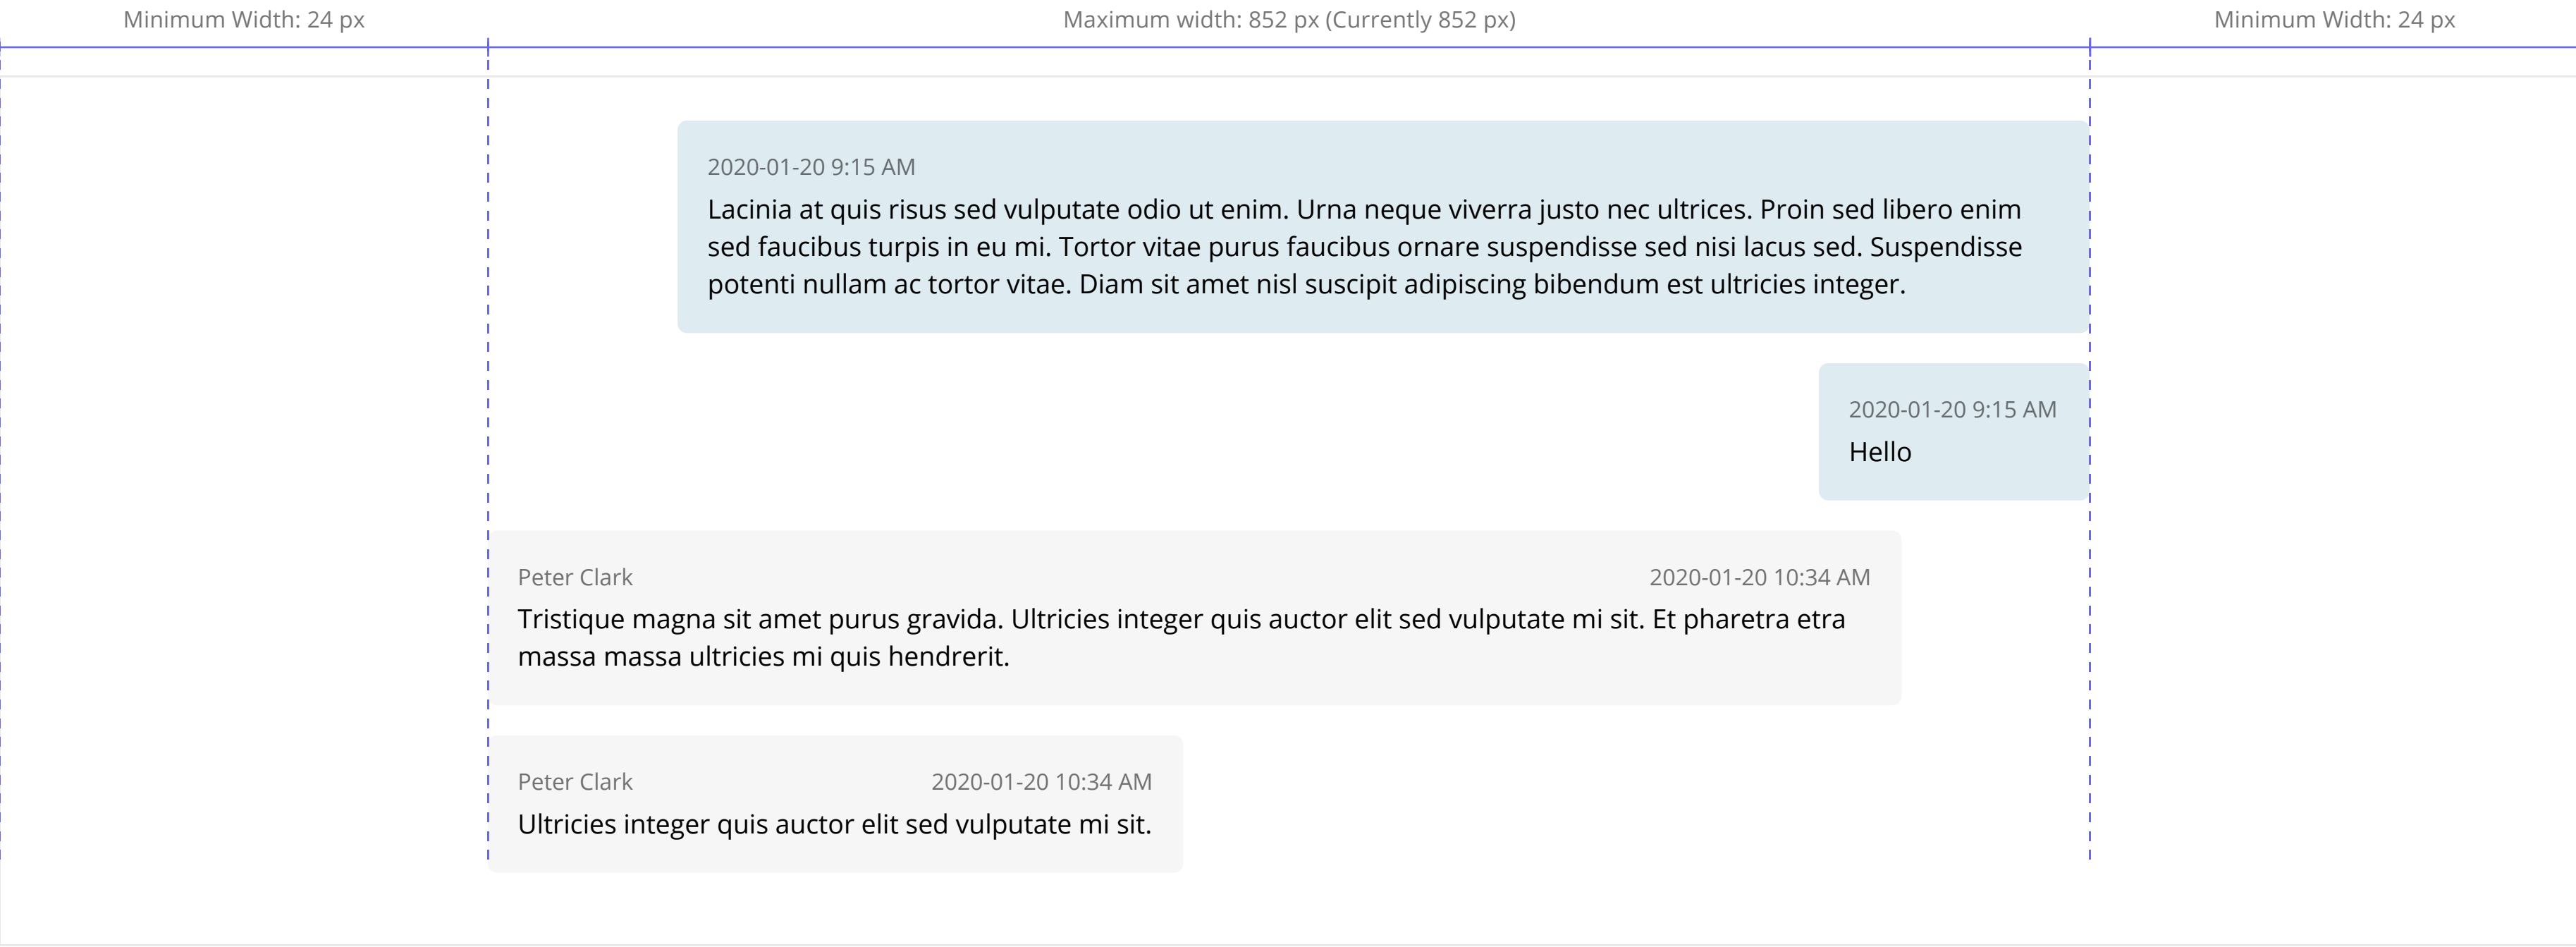 Minimum Width: 24 px
Maximum width: 852 px (Currently 852 px)
Minimum Width: 24 px
2020-01-20 9:15 AM
Lacinia at quis risus sed vulputate odio ut enim. Urna neque viverra justo nec ultrices. Proin sed libero enim
sed faucibus turpis in eu mi. Tortor vitae purus faucibus ornare suspendisse sed nisi lacus sed. Suspendisse
potenti nullam ac tortor vitae. Diam sit amet nisl suscipit adipiscing bibendum est ultricies integer.
2020-01-20 9:15 AM
Hello
Peter Clark
2020-01-20 10:34 AM
Tristique magna sit amet purus gravida. Ultricies integer quis auctor elit sed vulputate mi sit. Et pharetra etra
massa massa ultricies mi quis hendrerit.
Peter Clark
2020-01-20 10:34 AM
Ultricies integer quis auctor elit sed vulputate mi sit.